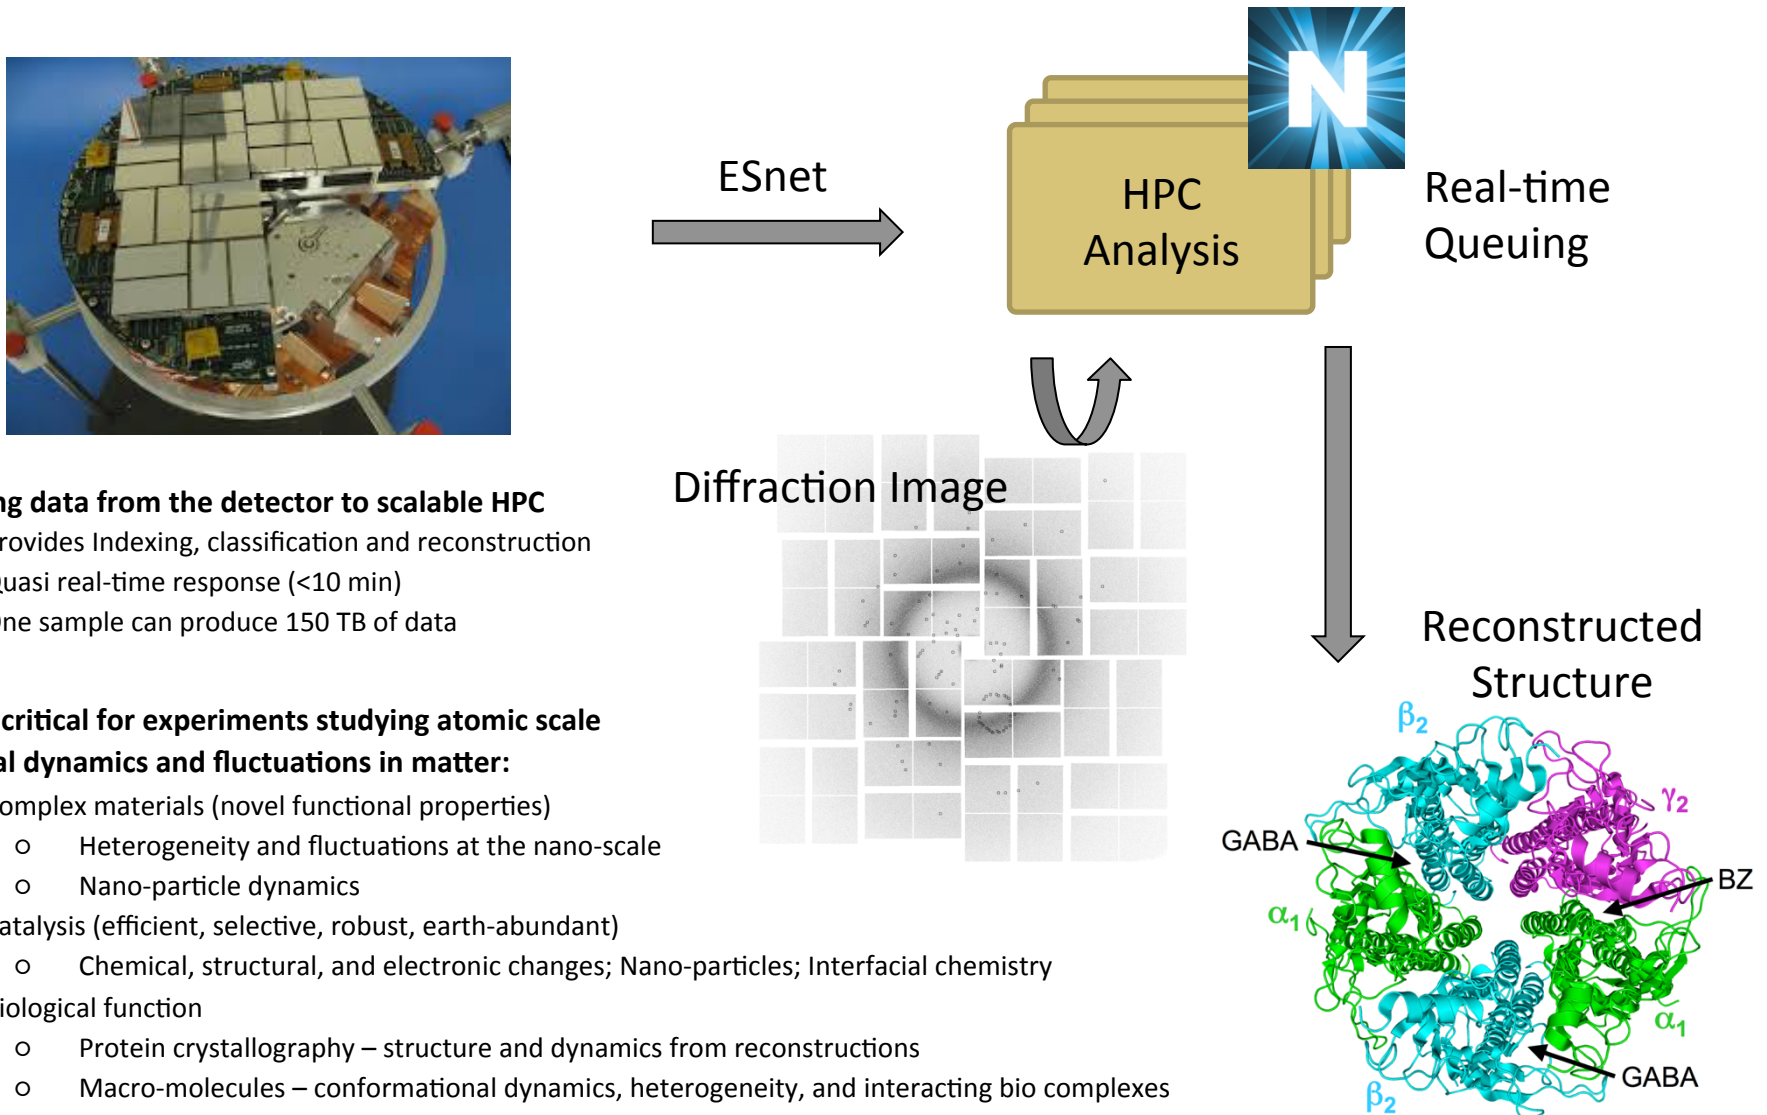 ESnet
N
HPC
Analysis
Real-time
Queuing
Diffraction Image
ng data from the detector to scalable HPC
rovides Indexing, classification and reconstruction
uasi real-time response (<10 min)
ne sample can produce 150 TB of data
critical for experiments studying atomic scale
al dynamics and fluctuations in matter:
omplex materials (novel functional properties)
o Heterogeneity and fluctuations at the nano-scale
o Nano-particle dynamics
atalysis (efficient, selective, robust, earth-abundant)
o Chemical, structural, and electronic changes; Nano-particles; Interfacial chemistry
iological function
o Protein crystallography – structure and dynamics from reconstructions
o Macro-molecules – conformational dynamics, heterogeneity, and interacting bio complexes
Reconstructed
Structure
β2
γ2
GABA
BZ
α1
α1
GABA
β2